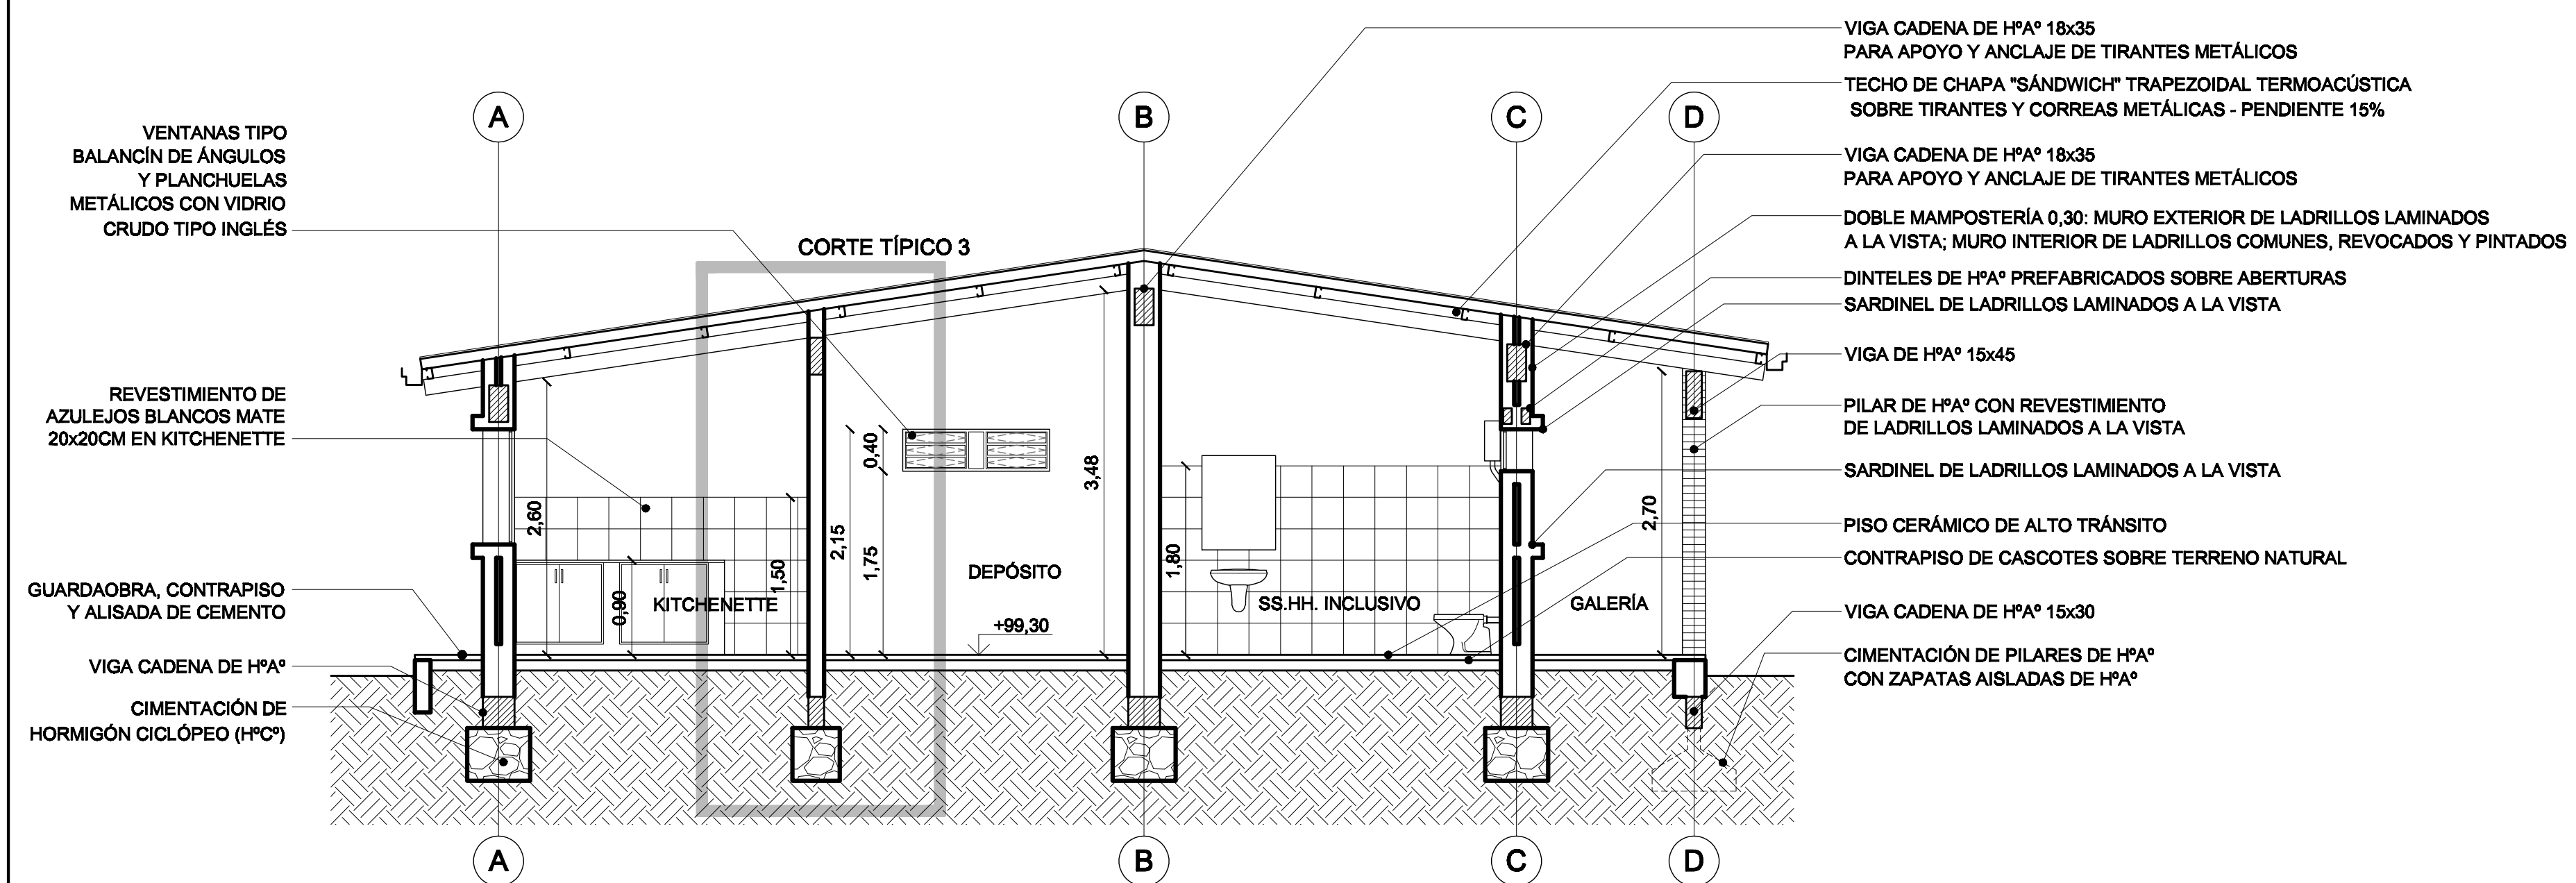 VIGA CADENA DE HºAº 18x35
PARA APOYO Y ANCLAJE DE TIRANTES METÁLICOS
TECHO DE CHAPA "SÁNDWICH" TRAPEZOIDAL TERMOACÚSTICA
SOBRE TIRANTES Y CORREAS METÁLICAS - PENDIENTE 15%
VIGA CADENA DE HºAº 18x35
PARA APOYO Y ANCLAJE DE TIRANTES METÁLICOS
DOBLE MAMPOSTERÍA 0,30: MURO EXTERIOR DE LADRILLOS LAMINADOS
A LA VISTA; MURO INTERIOR DE LADRILLOS COMUNES, REVOCADOS Y PINTADOS
DINTELES DE HºAº PREFABRICADOS SOBRE ABERTURAS
SARDINEL DE LADRILLOS LAMINADOS A LA VISTA
VIGA DE HºAº 15x45
PILAR DE HºAº CON REVESTIMIENTO
DE LADRILLOS LAMINADOS A LA VISTA
SARDINEL DE LADRILLOS LAMINADOS A LA VISTA
PISO CERÁMICO DE ALTO TRÁNSITO
CONTRAPISO DE CASCOTES SOBRE TERRENO NATURAL
VIGA CADENA DE HºAº 15x30
CIMENTACIÓN DE PILARES DE HºAº
CON ZAPATAS AISLADAS DE HºAº
VENTANAS TIPO
BALANCÍN DE ÁNGULOS
Y PLANCHUELAS
METÁLICOS CON VIDRIO
CRUDO TIPO INGLÉS
REVESTIMIENTO DE
AZULEJOS BLANCOS MATE
20x20CM EN KITCHENETTE
GUARDAOBRA, CONTRAPISO
Y ALISADA DE CEMENTO
VIGA CADENA DE HºAº
CIMENTACIÓN DE
HORMIGÓN CICLÓPEO (HºCº)
A
B
C
D
CORTE TÍPICO 3
2,60
0,90
KITCHENETTE
1,50
2,15
0,40
1,75
DEPÓSITO
+99,30
3,48
1,80
SS.HH. INCLUSIVO
GALERÍA
2,70
A
B
C
D